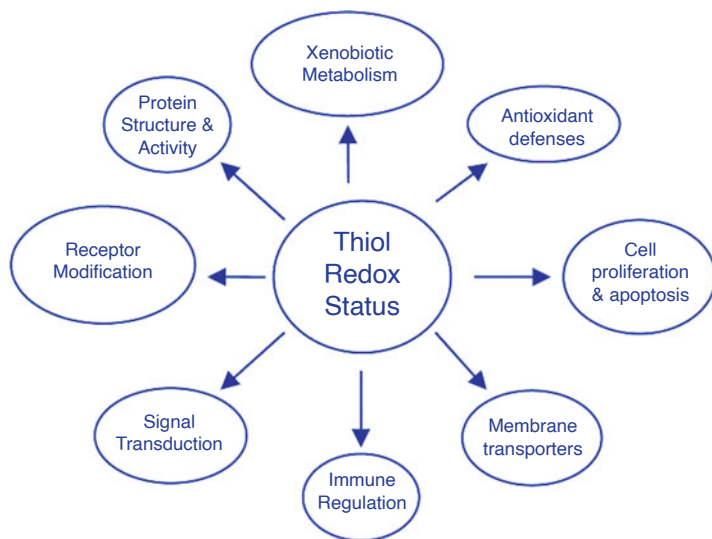 Xenobiotic
Metabolism
Protein
Structure &
Activity
Antioxidant
defenses
Receptor
Modification
Thiol
Redox
Status
Cell
proliferation
& apoptosis
Signal
Transduction
Membrane
transporters
Immune
Regulation